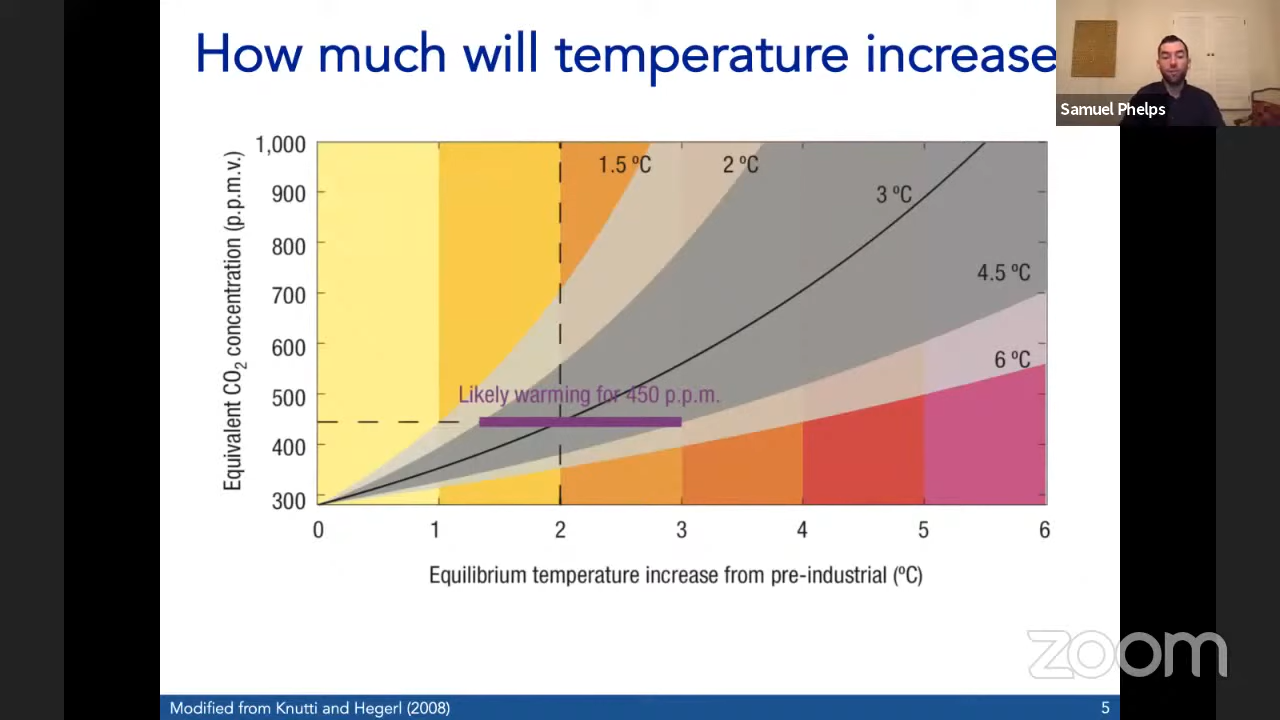 How much will temperature increase
Samuel Phelps
Equivalent CO2 concentration (p.p.m.v.)
1,000
900
800
700
600
500
400
300
1.5 ºC
2 ºC
3 ºC
4.5 ºC
6 ºC
Likely warming for 450 p.p.m.
0 1 2 3 4 5 6
Equilibrium temperature increase from pre-industrial (ºC)
zoom
Modified from Knutti and Hegerl (2008)
5